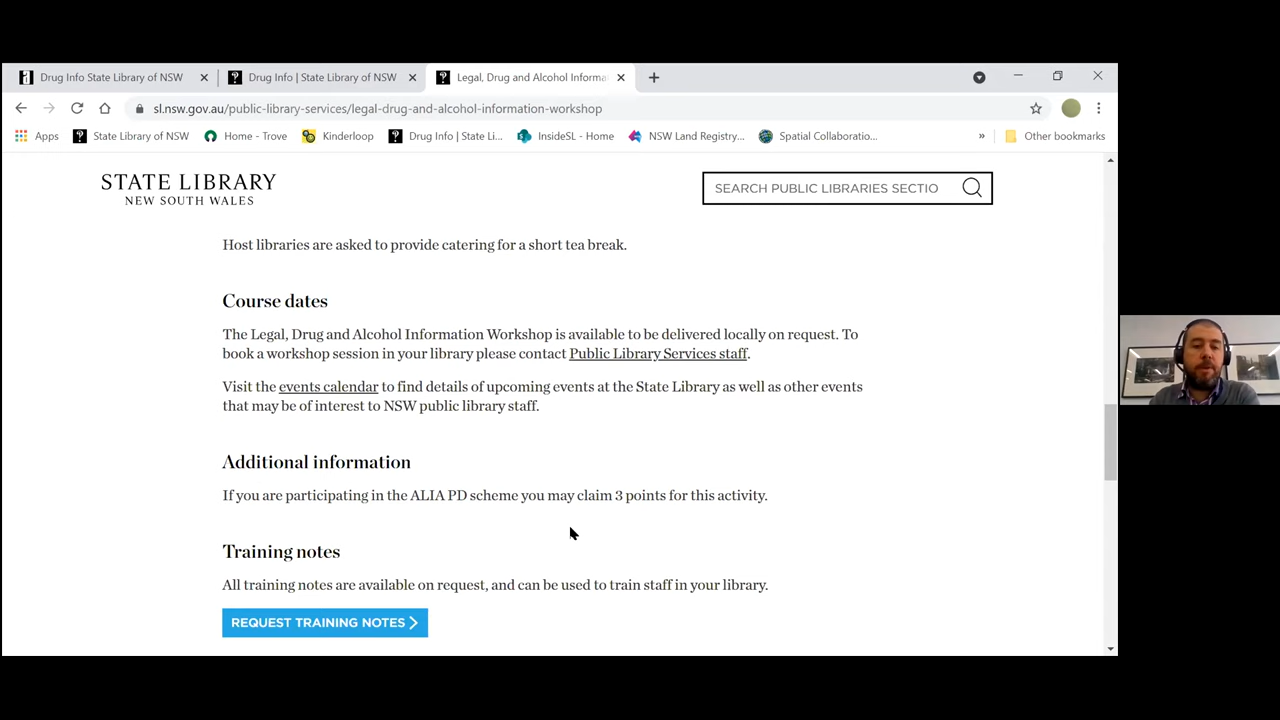 Drug Info State Library of NSW
Drug Info | State Library of NSW
Legal, Drug and Alcohol Informa
sl.nsw.gov.au/public-library-services/legal-drug-and-alcohol-information-workshop
Apps
State Library of NSW
Home - Trove
Kinderloop
Drug Info | State Li...
InsideSL - Home
NSW Land Registry...
Spatial Collaboratio...
»
Other bookmarks
STATE LIBRARY
NEW SOUTH WALES
SEARCH PUBLIC LIBRARIES SECTIO
Host libraries are asked to provide catering for a short tea break.
Course dates
The Legal, Drug and Alcohol Information Workshop is available to be delivered locally on request. To
book a workshop session in your library please contact Public Library Services staff.
Visit the events calendar to find details of upcoming events at the State Library as well as other events
that may be of interest to NSW public library staff.
Additional information
If you are participating in the ALIA PD scheme you may claim 3 points for this activity.
Training notes
All training notes are available on request, and can be used to train staff in your library.
REQUEST TRAINING NOTES >